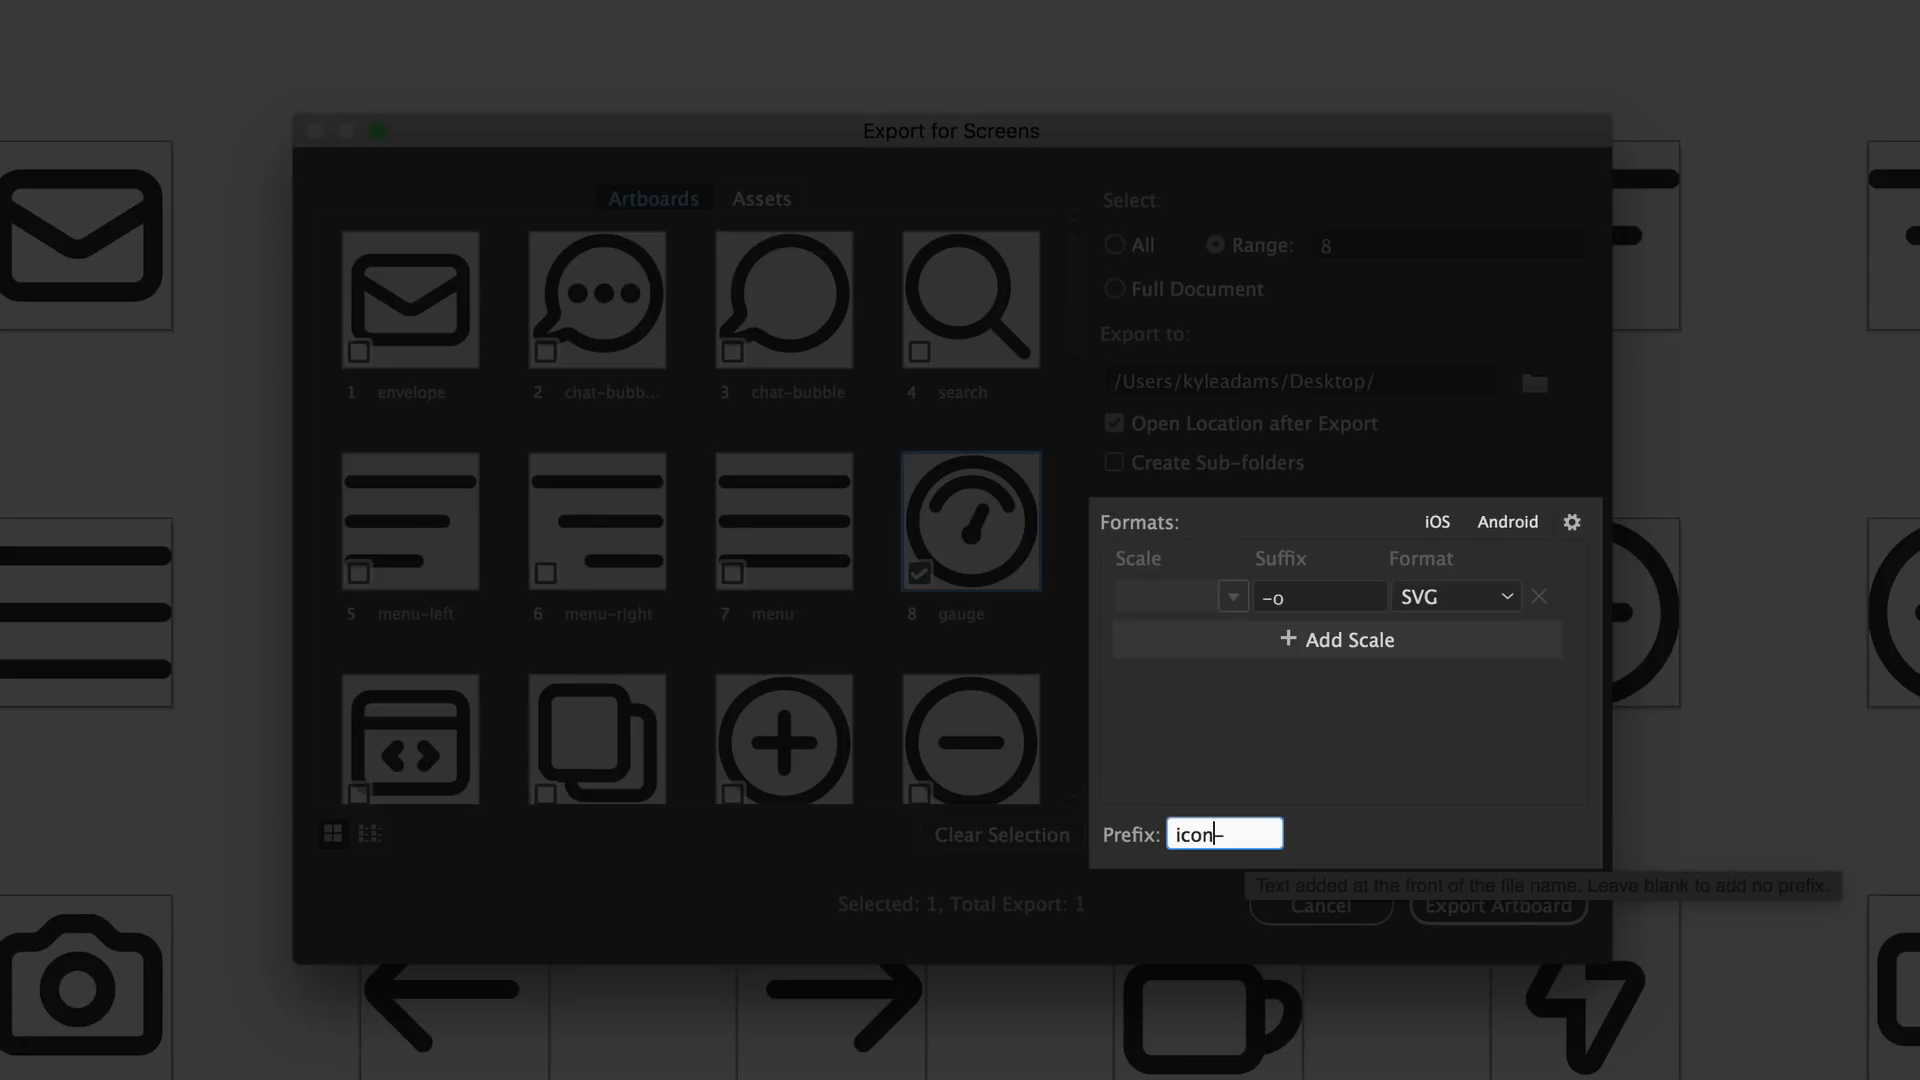 Export for Screens
Artboards Assets
Select:
All Range: 8
Full Document
Export to:
/Users/kyleadams/Desktop/
Open Location after Export
Create Sub-folders
1 envelope 2 chat-bubb... 3 chat-bubble 4 search
5 menu-left 6 menu-right 7 menu 8 gauge
Formats: iOS Android
Scale Suffix Format
-o SVG
+ Add Scale
Clear Selection
Prefix: icon-
Text added at the front of the file name. Leave blank to add no prefix.
Selected: 1, Total Export: 1
Cancel Export Artboard